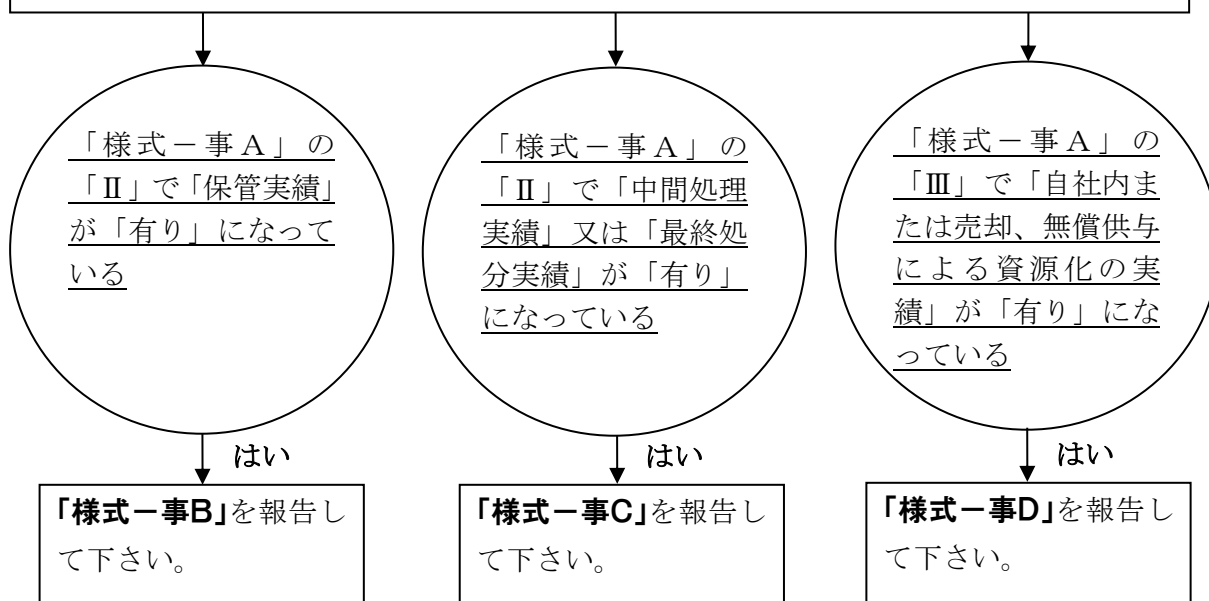 「様式－事Ａ」の
「Ⅱ」で「保管実績」
が「有り」になって
いる
「様式－事Ａ」の
「Ⅱ」で「中間処理
実績」又は「最終処
分実績」が「有り」
になっている
「様式－事Ａ」の
「Ⅲ」で「自社内ま
たは売却、無償供与
による資源化の実
績」が「有り」にな
っている
はい
はい
はい
「様式－事B」を報告し
て下さい。
「様式－事C」を報告し
て下さい。
「様式－事D」を報告し
て下さい。